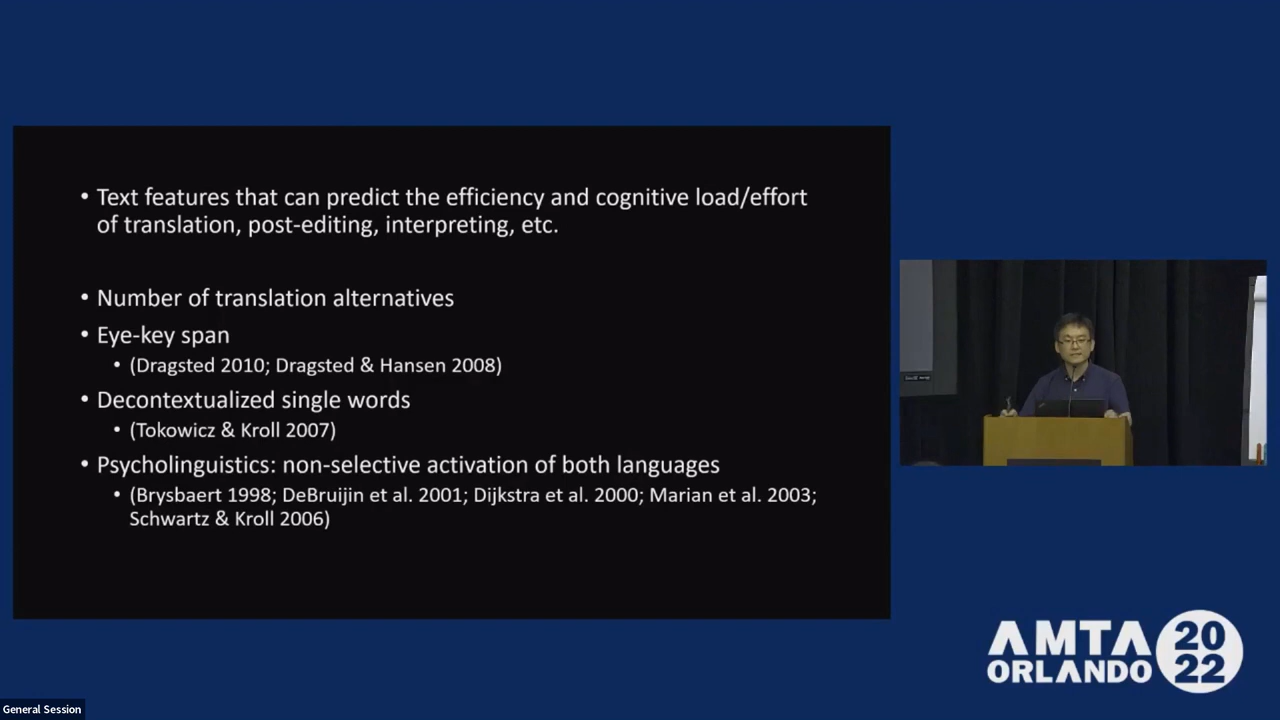 • Text features that can predict the efficiency and cognitive load/effort
of translation, post-editing, interpreting, etc.
• Number of translation alternatives
• Eye-key span
• (Dragsted 2010; Dragsted & Hansen 2008)
• Decontextualized single words
• (Tokowicz & Kroll 2007)
• Psycholinguistics: non-selective activation of both languages
• (Brysbaert 1998; DeBruijin et al. 2001; Dijkstra et al. 2000; Marian et al. 2003;
Schwartz & Kroll 2006)
AMTA
ORLANDO
20
22
General Session